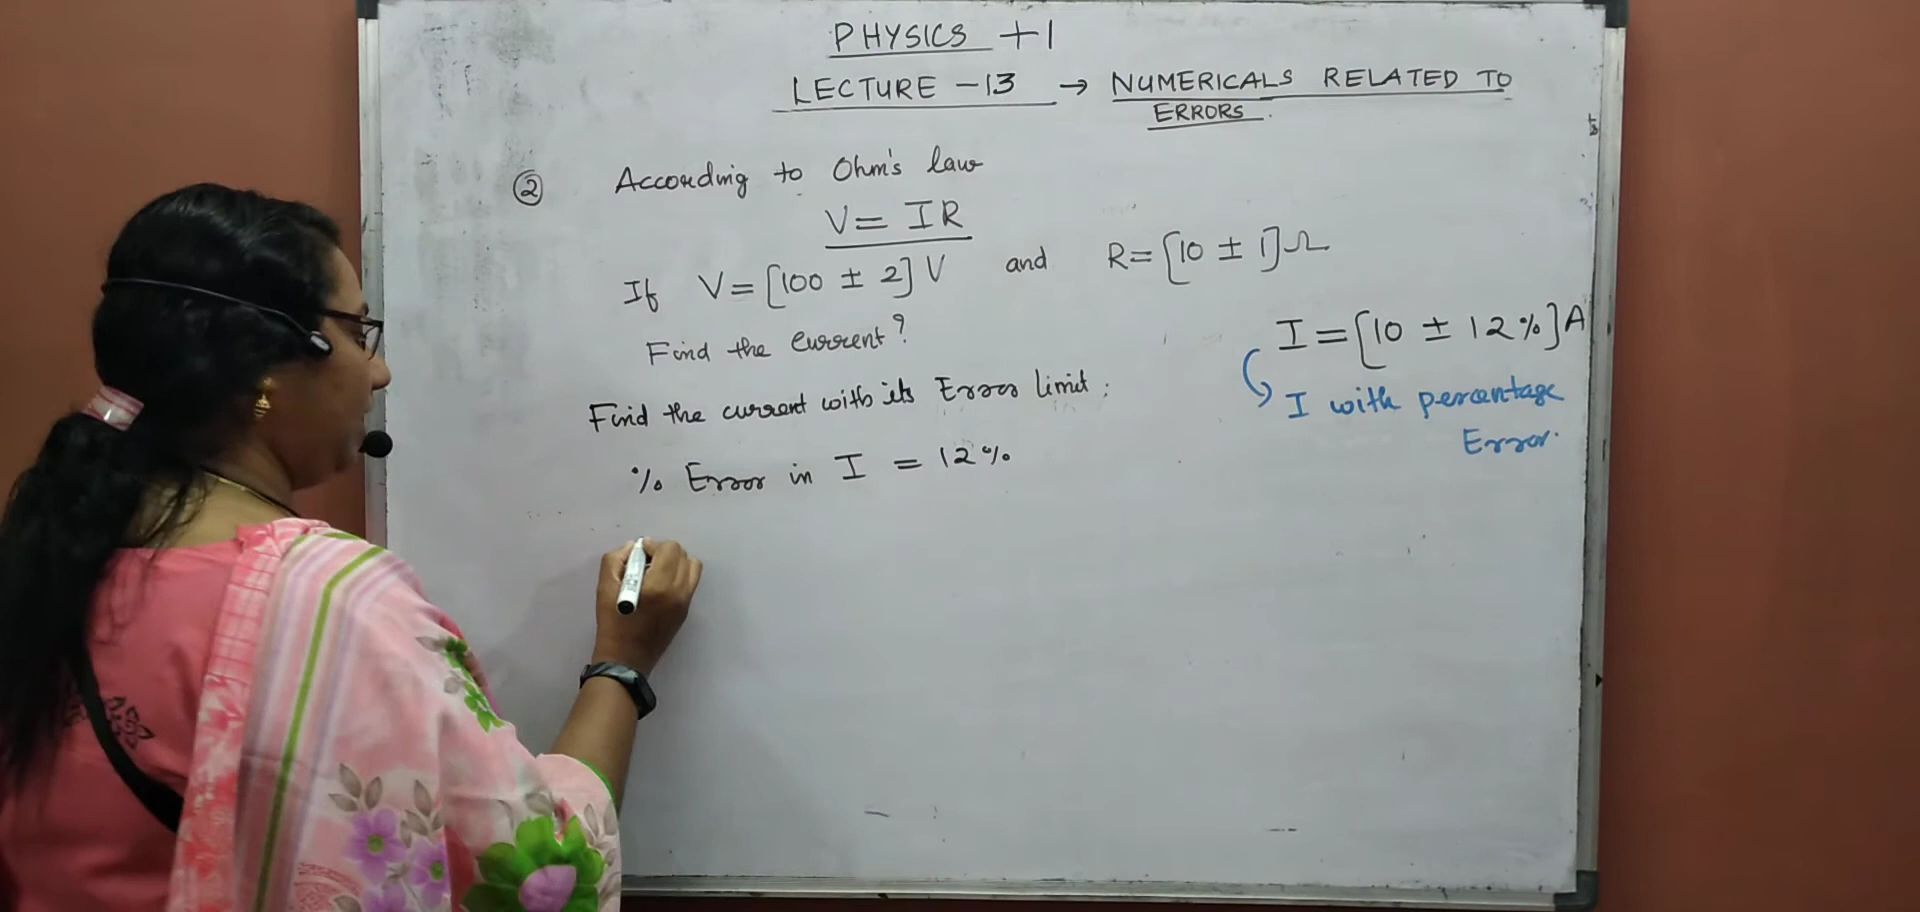 PHYSICS +1
LECTURE -13 → NUMERICALS RELATED TO
ERRORS.
② According to Ohm's law
V = IR
If V = [100 ± 2] V and R = [10 ± 1] Ω
Find the Current?
I = [10 ± 12 %] A
Find the current with its Error limit.
I with percentage
Error.
% Error in I = 12%